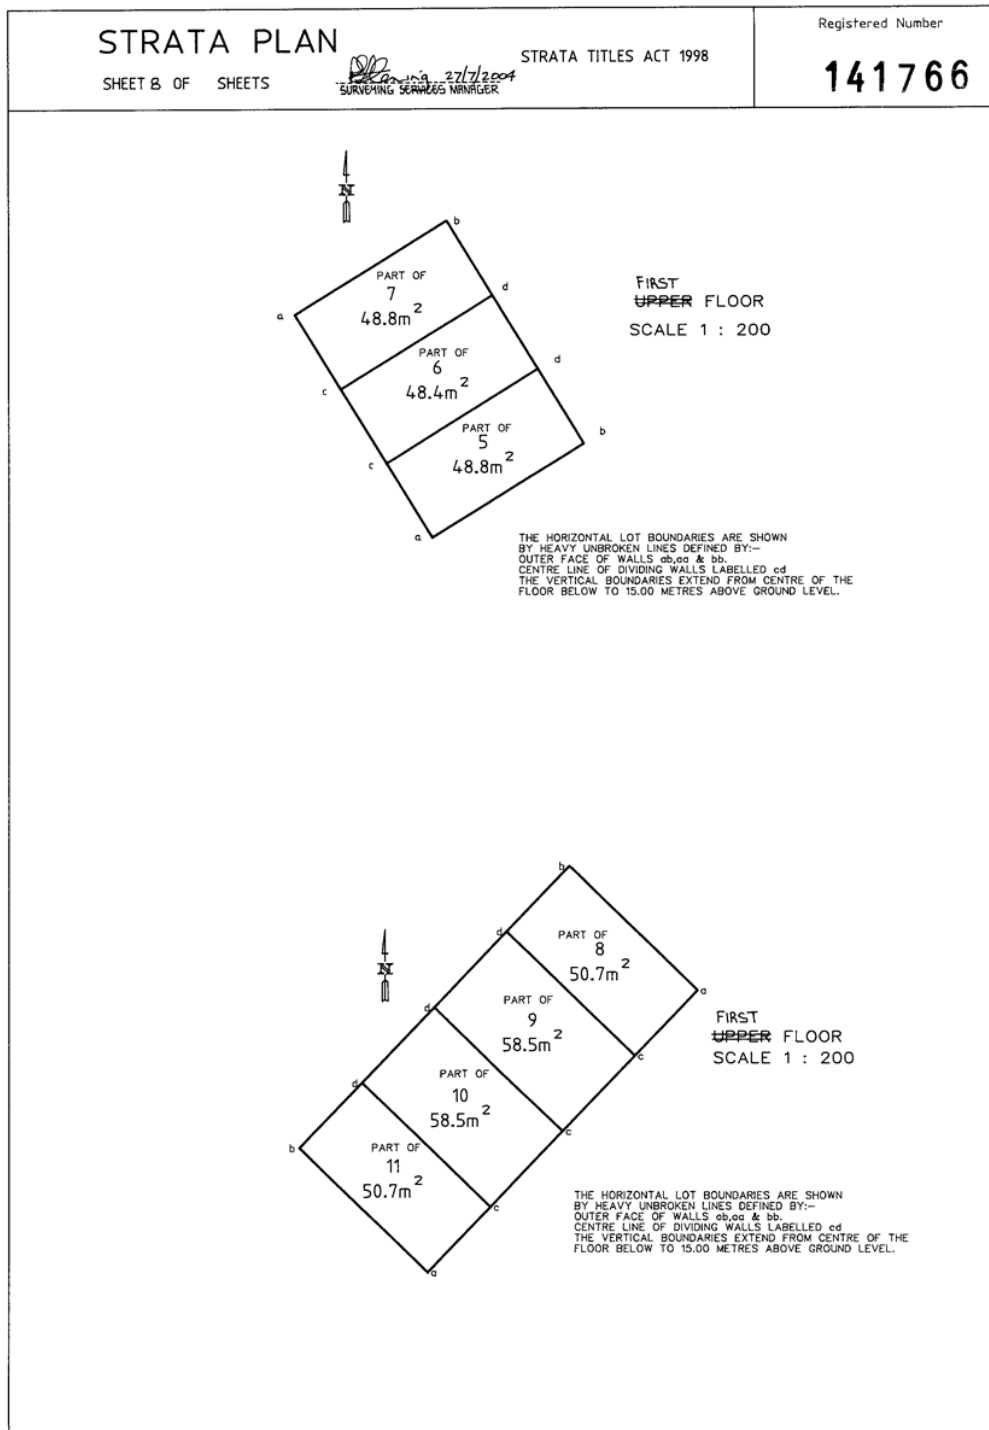 STRATA PLAN
SHEET 8 OF SHEETS
27/7/2004
SURVEYING SERVICES MANAGER
STRATA TITLES ACT 1998
Registered Number
141766
N
b
PART OF
7
48.8m²
d
a
FIRST
UPPER FLOOR
SCALE 1 : 200
PART OF
6
48.4m²
d
c
PART OF
5
48.8m²
b
c
a
THE HORIZONTAL LOT BOUNDARIES ARE SHOWN
BY HEAVY UNBROKEN LINES DEFINED BY:-
OUTER FACE OF WALLS ab,aa & bb.
CENTRE LINE OF DIVIDING WALLS LABELLED cd
THE VERTICAL BOUNDARIES EXTEND FROM CENTRE OF THE
FLOOR BELOW TO 15.00 METRES ABOVE GROUND LEVEL.
b
N
d
PART OF
8
50.7m²
a
PART OF
9
58.5m²
d
FIRST
UPPER FLOOR
SCALE 1 : 200
c
PART OF
10
58.5m²
d
c
b
PART OF
11
50.7m²
c
a
THE HORIZONTAL LOT BOUNDARIES ARE SHOWN
BY HEAVY UNBROKEN LINES DEFINED BY:-
OUTER FACE OF WALLS ab,aa & bb.
CENTRE LINE OF DIVIDING WALLS LABELLED cd
THE VERTICAL BOUNDARIES EXTEND FROM CENTRE OF THE
FLOOR BELOW TO 15.00 METRES ABOVE GROUND LEVEL.